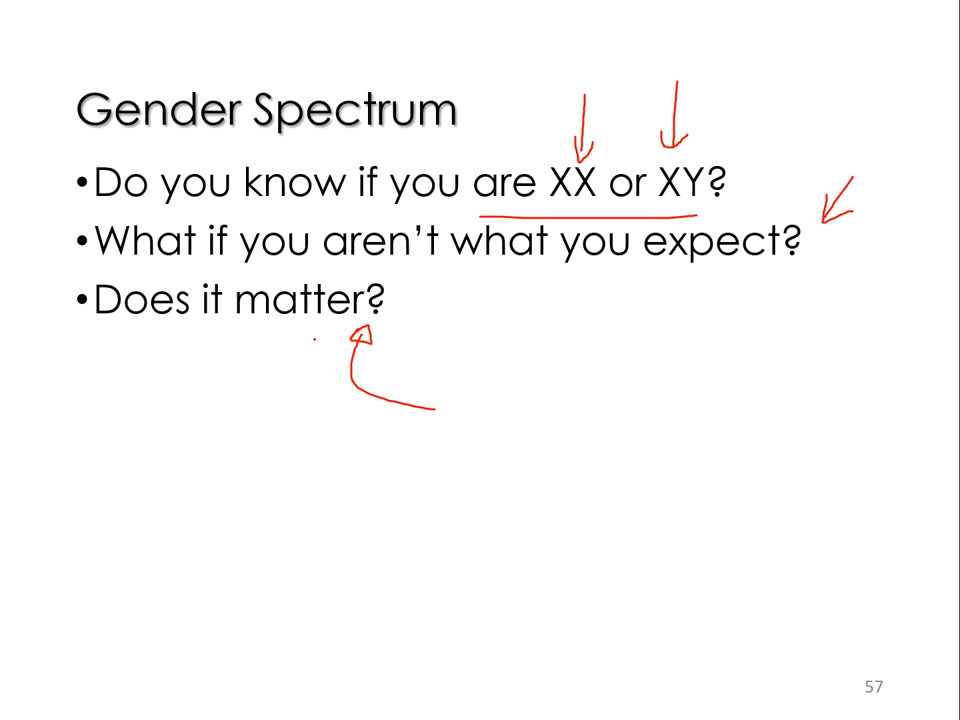 Gender Spectrum
•Do you know if you are XX or XY?
•What if you aren’t what you expect?
•Does it matter?
57